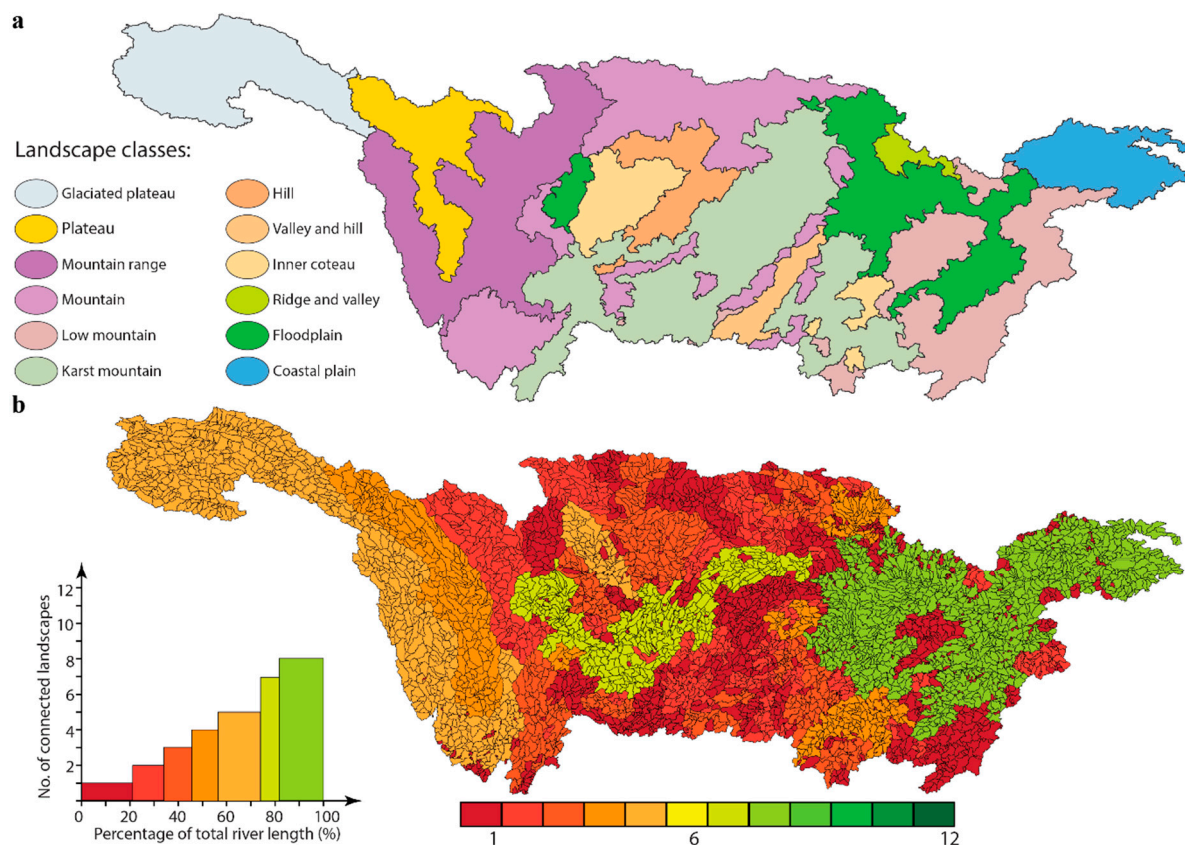 a
Landscape classes:
Glaciated plateau
Hill
Plateau
Valley and hill
Mountain range
Inner coteau
Mountain
Ridge and valley
Low mountain
Floodplain
Karst mountain
Coastal plain
b
No. of connected landscapes
12
10
8
6
4
2
0 20 40 60 80 100
Percentage of total river length (%)
1 6 12